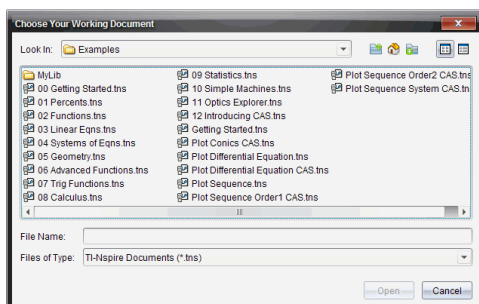 Choose Your Working Document
Look In: Examples
MyLib
00 Getting Started.tns
01 Percents.tns
02 Functions.tns
03 Linear Eqns.tns
04 Systems of Eqns.tns
05 Geometry.tns
06 Advanced Functions.tns
07 Trig Functions.tns
08 Calculus.tns
09 Statistics.tns
10 Simple Machines.tns
11 Optics Explorer.tns
12 Introducing CAS.tns
Getting Started.tns
Plot Conics CAS.tns
Plot Differential Equation.tns
Plot Differential Equation CAS.tns
Plot Sequence.tns
Plot Sequence Order1 CAS.tns
Plot Sequence Order2 CAS.tns
Plot Sequence System CAS.tn
File Name:
Files of Type: TI-Nspire Documents (*.tns)
Open Cancel